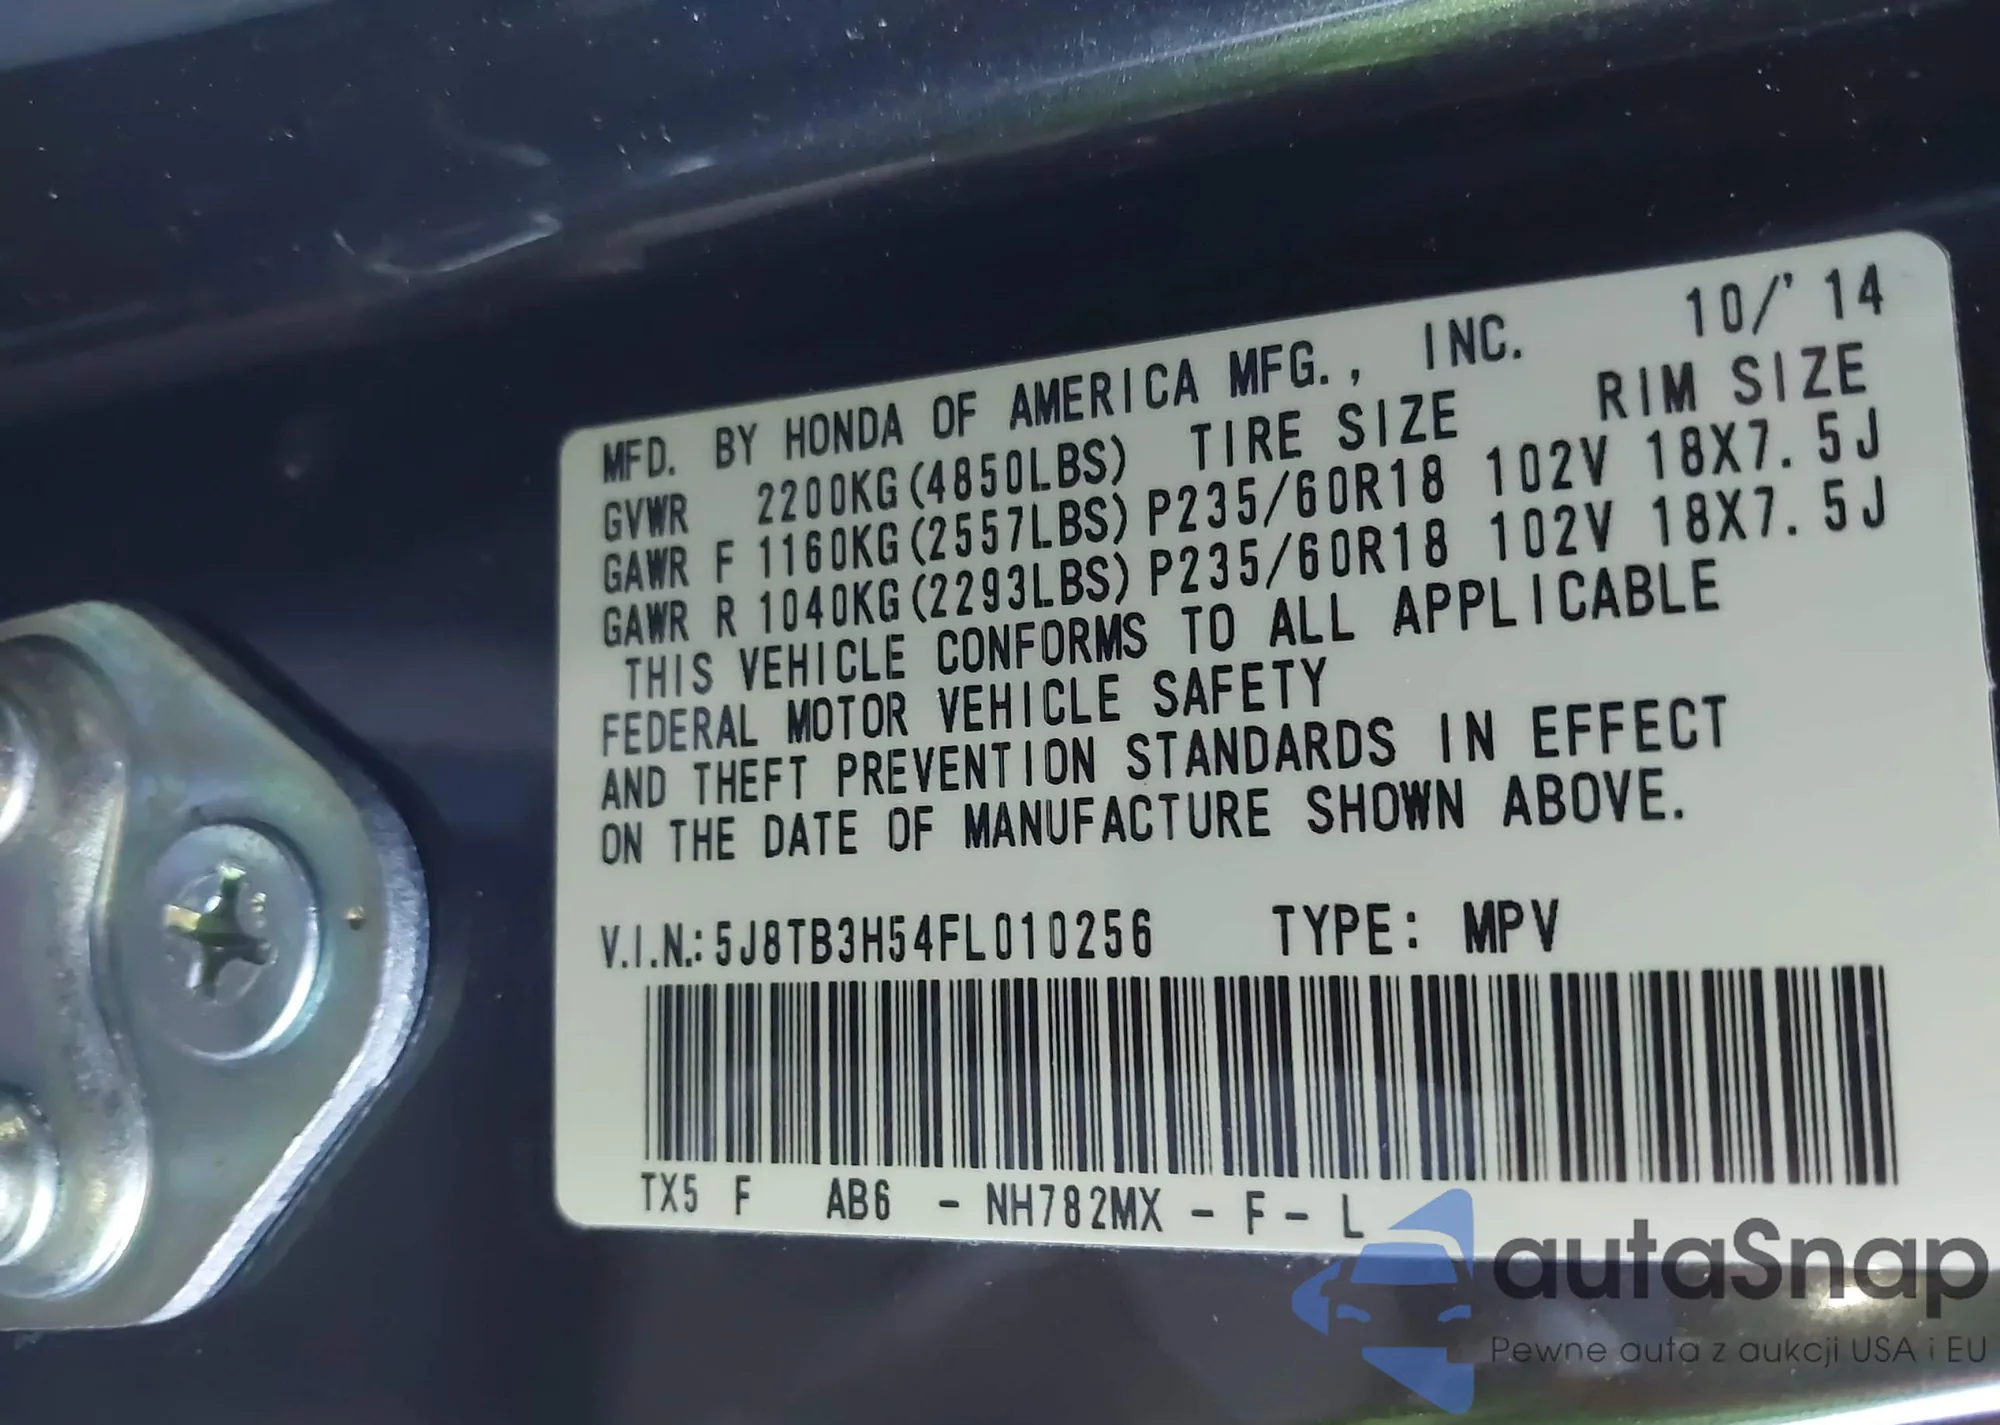 MFD. BY HONDA OF AMERICA MFG., INC. 10/'14
GVWR 2200KG(4850LBS) TIRE SIZE RIM SIZE
GAWR F 1160KG(2557LBS) P235/60R18 102V 18X7.5J
GAWR R 1040KG(2293LBS) P235/60R18 102V 18X7.5J
THIS VEHICLE CONFORMS TO ALL APPLICABLE
FEDERAL MOTOR VEHICLE SAFETY
AND THEFT PREVENTION STANDARDS IN EFFECT
ON THE DATE OF MANUFACTURE SHOWN ABOVE.
V.I.N.: 5J8TB3H54FL010256 TYPE: MPV
TX5 F AB6 - NH782MX - F - L
autaSnap
Pewne auta z aukcji USA i EU